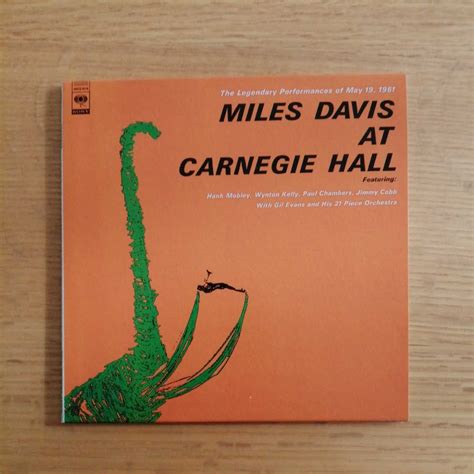 SONY
The Legendary Performances of May 19, 1961
MILES DAVIS
AT
CARNEGIE HALL
Featuring:
Hank Mobley, Wynton Kelly, Paul Chambers, Jimmy Cobb
With Gil Evans and His 21 Piece Orchestra